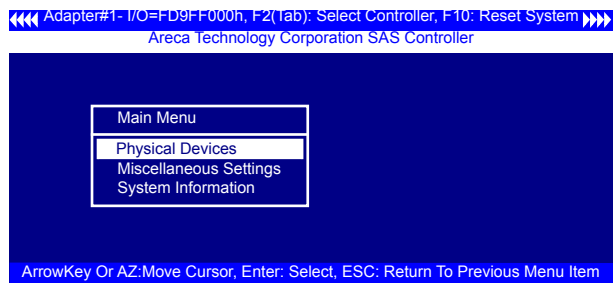 Adapter#1- I/O=FD9FF000h, F2(Tab): Select Controller, F10: Reset System
Areca Technology Corporation SAS Controller
Main Menu
Physical Devices
Miscellaneous Settings
System Information
ArrowKey Or AZ:Move Cursor, Enter: Select, ESC: Return To Previous Menu Item